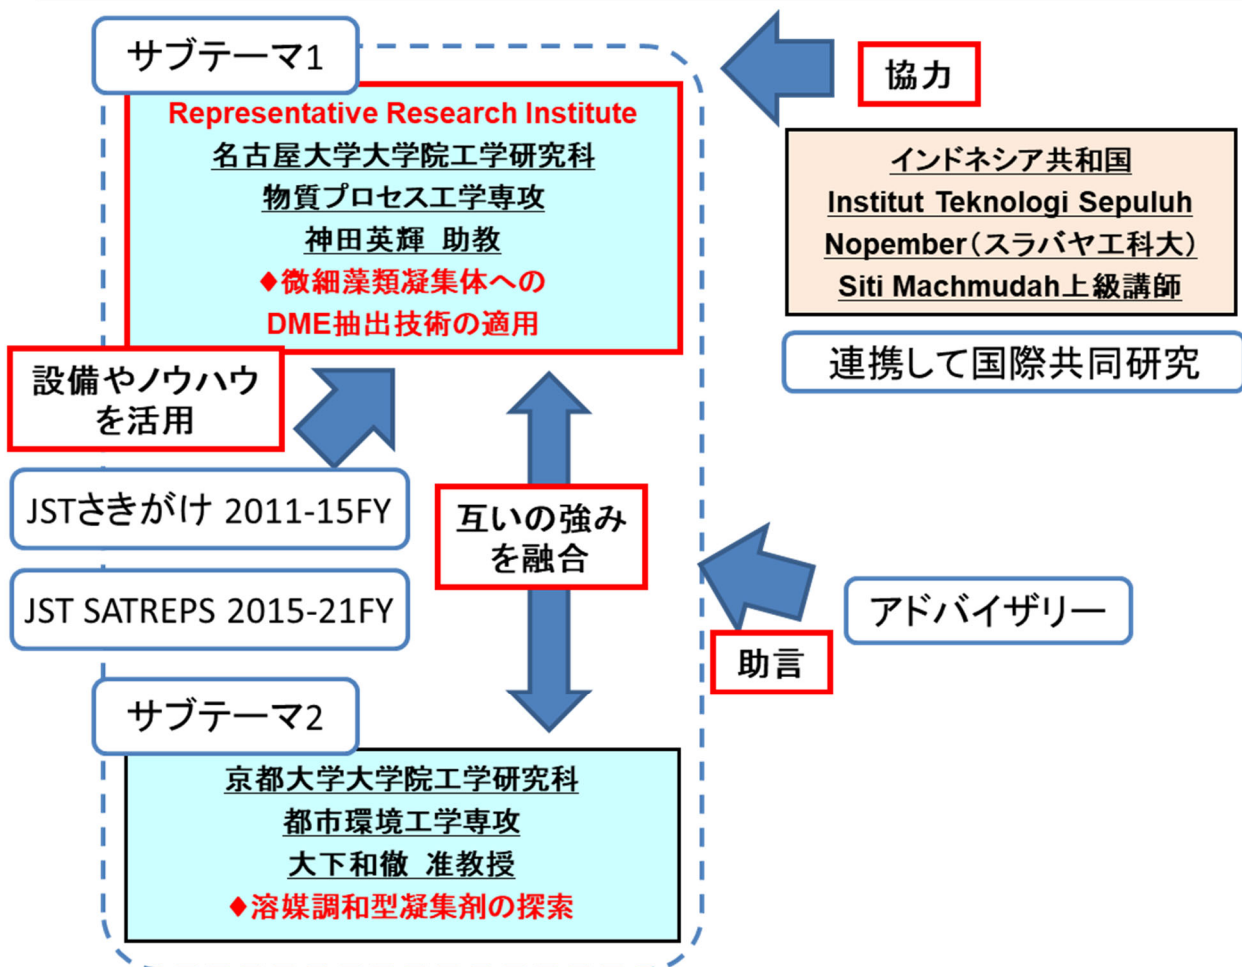 サブテーマ1
Representative Research Institute
名古屋大学大学院工学研究科
物質プロセス工学専攻
神田英輝 助教
♦微細藻類凝集体への
DME抽出技術の適用
協力
インドネシア共和国
Institut Teknologi Sepuluh
Nopember（スラバヤ工科大）
Siti Machmudah上級講師
連携して国際共同研究
設備やノウハウ
を活用
JSTさきがけ 2011-15FY
JST SATREPS 2015-21FY
互いの強み
を融合
アドバイザリー
助言
サブテーマ2
京都大学大学院工学研究科
都市環境工学専攻
大下和徹 准教授
♦溶媒調和型凝集剤の探索